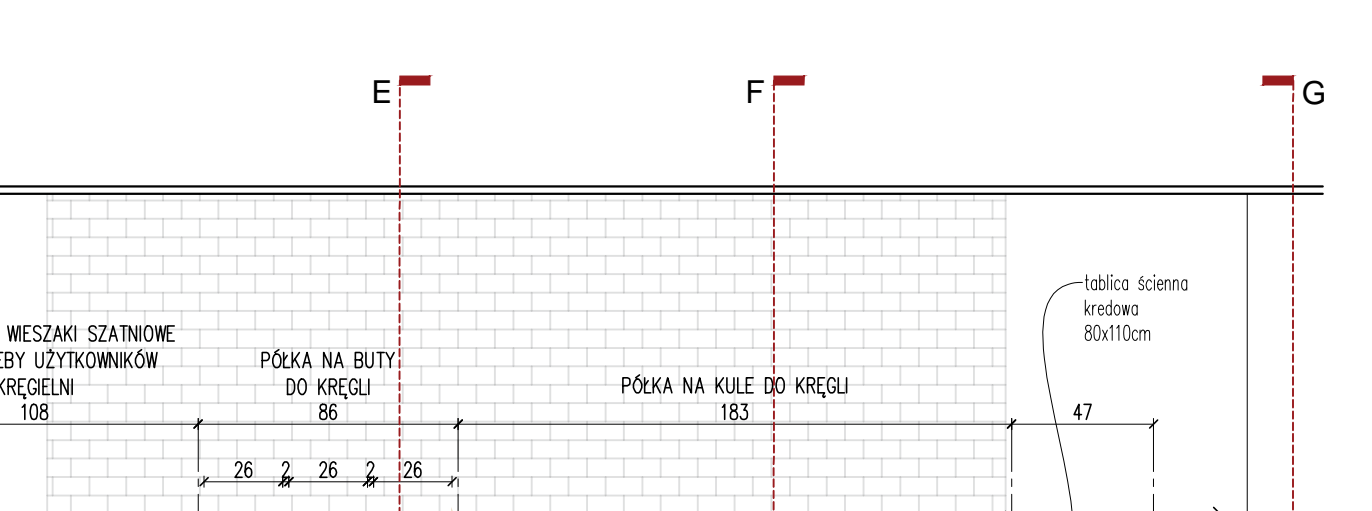 E
F
G
tablica ścienna
kredowa
80x110cm
WIESZAKI SZATNIOWE
EBY UŻYTKOWNIKÓW
KRĘGIELNI
108
PÓŁKA NA BUTY
DO KRĘGLI
86
PÓŁKA NA KULE DO KRĘGLI
183
47
26 2 26 2 26